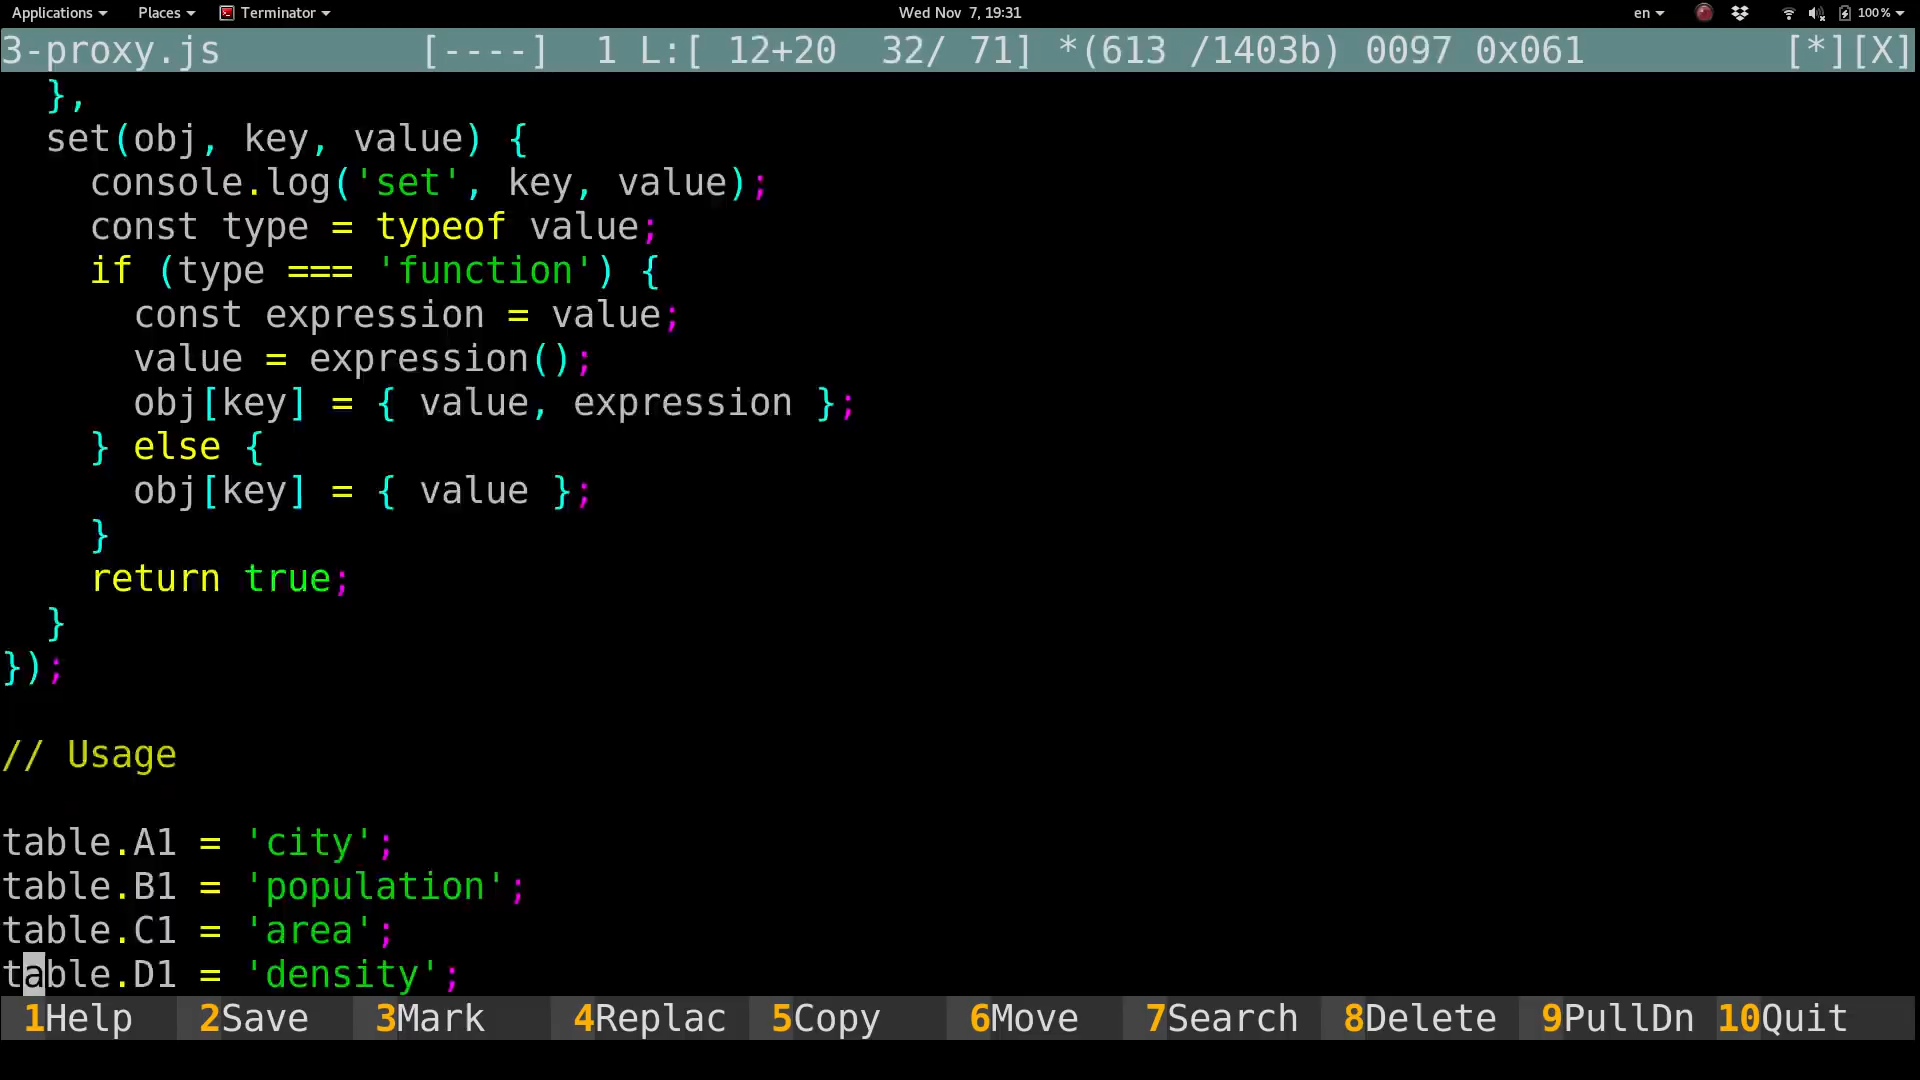 Applications Places Terminator Wed Nov 7, 19:31 en 100%
3-proxy.js [----] 1 L:[ 12+20 32/ 71] *(613 /1403b) 0097 0x061 [*][X]
  },
  set(obj, key, value) {
    console.log('set', key, value);
    const type = typeof value;
    if (type === 'function') {
      const expression = value;
      value = expression();
      obj[key] = { value, expression };
    } else {
      obj[key] = { value };
    }
    return true;
  }
});
// Usage
table.A1 = 'city';
table.B1 = 'population';
table.C1 = 'area';
table.D1 = 'density';
1Help 2Save 3Mark 4Replac 5Copy 6Move 7Search 8Delete 9PullDn 10Quit